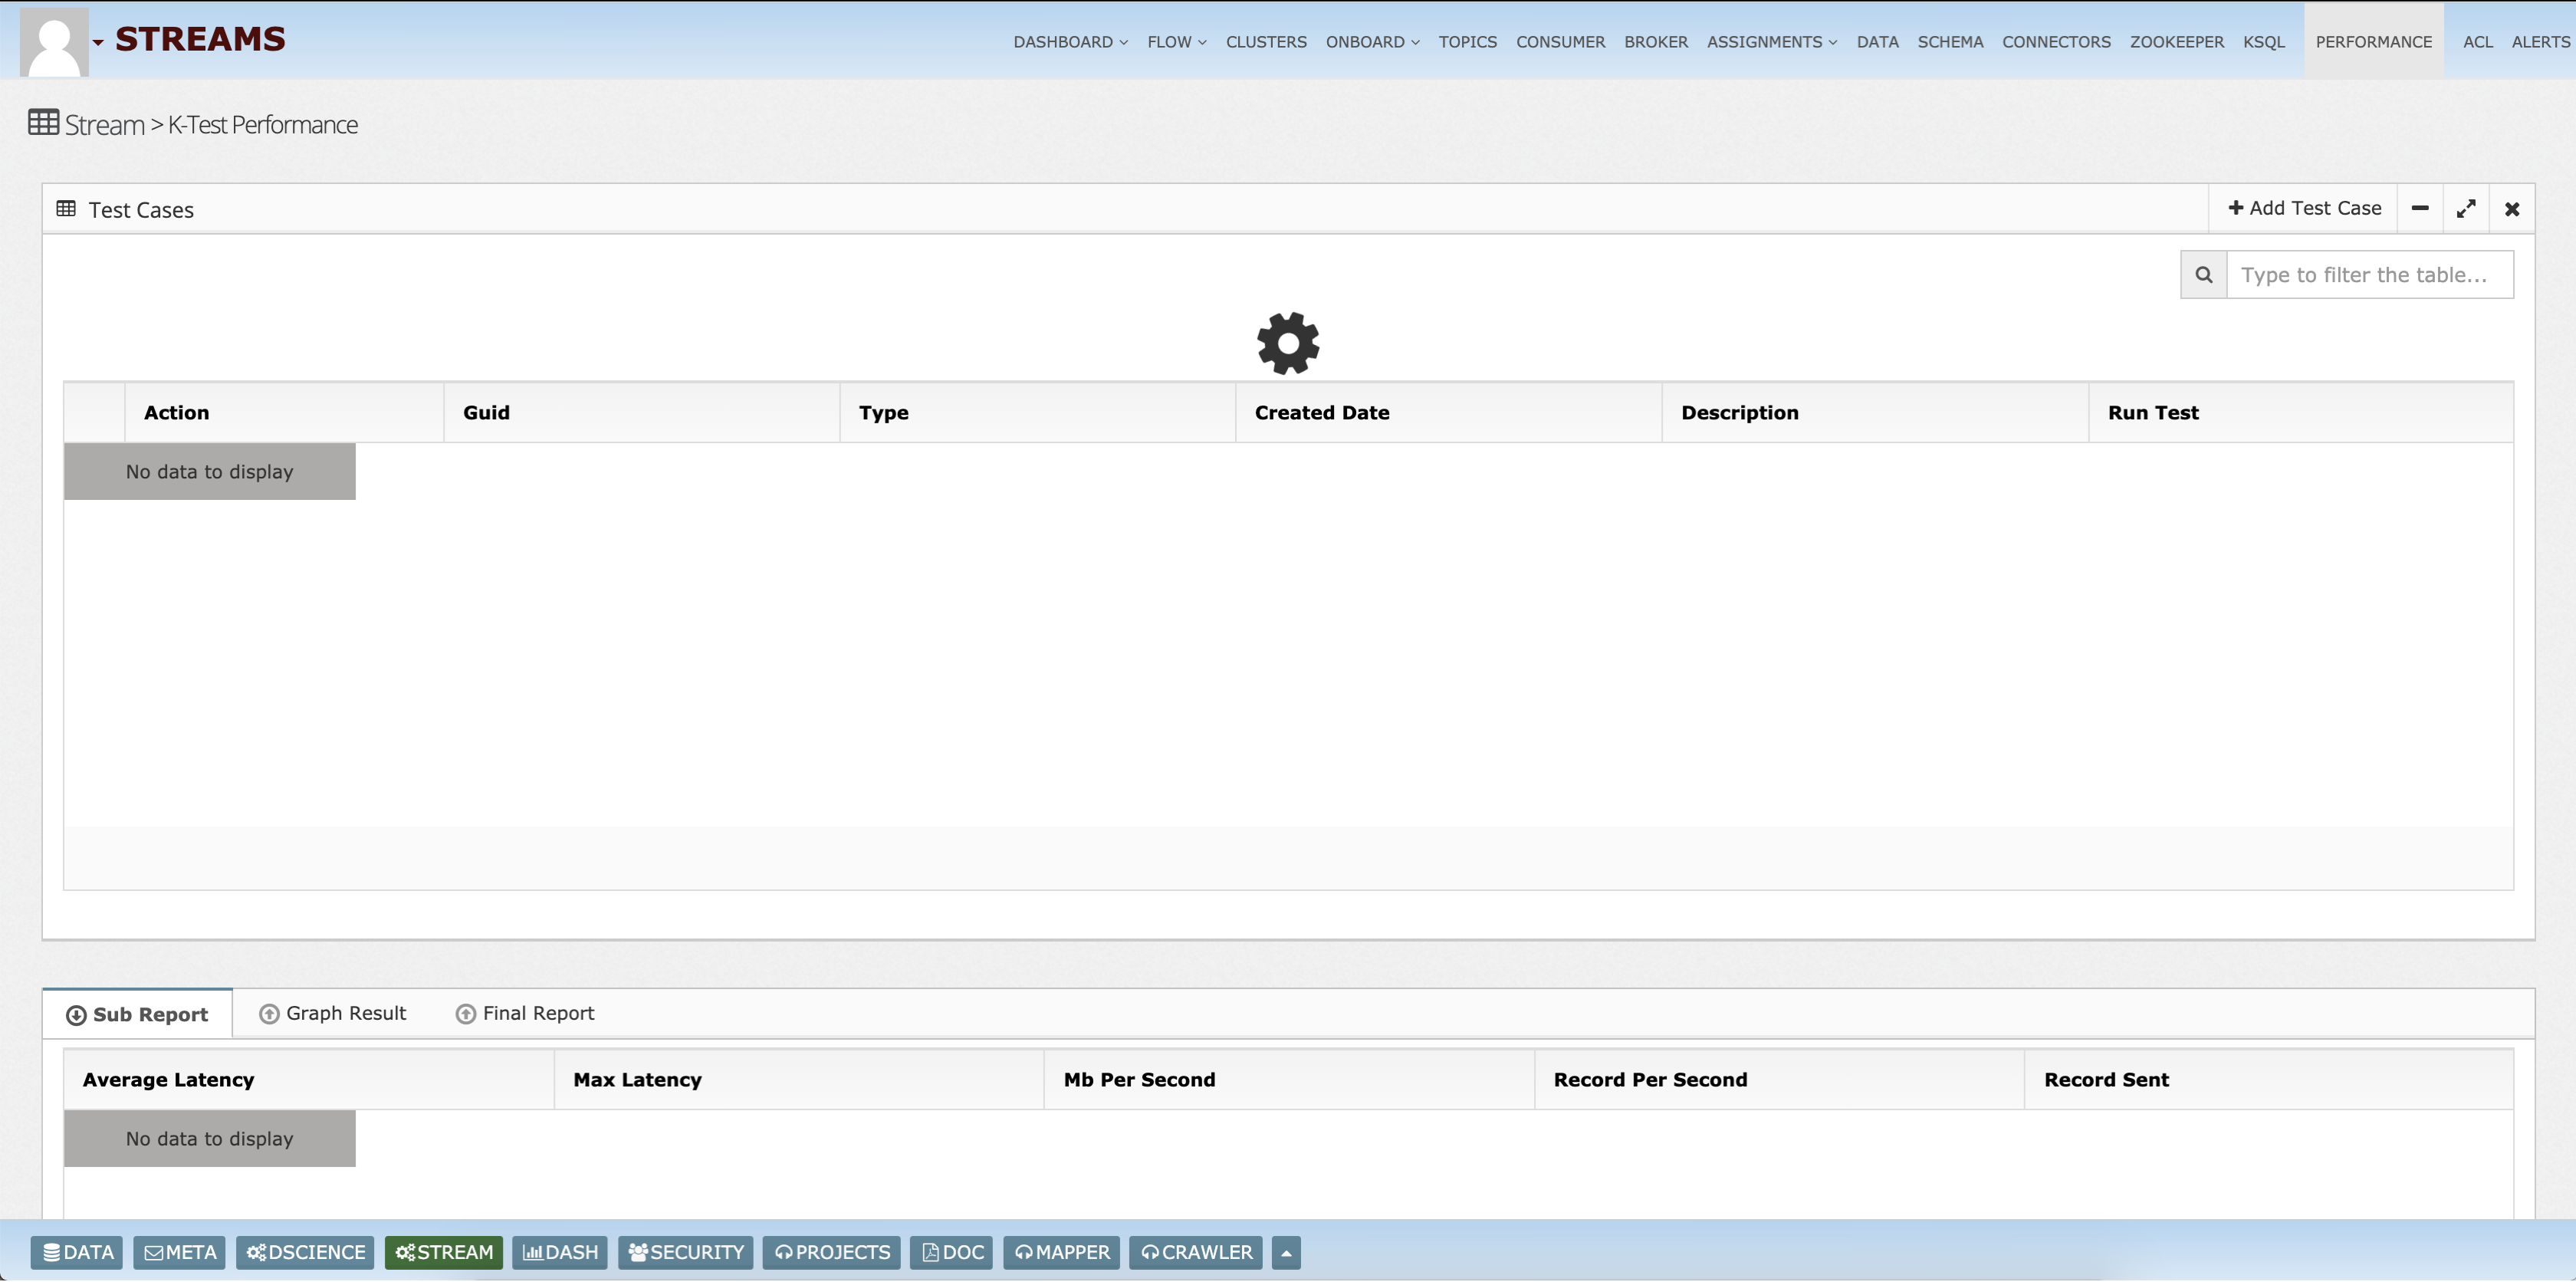 STREAMS
DASHBOARD FLOW CLUSTERS ONBOARD TOPICS CONSUMER BROKER ASSIGNMENTS DATA SCHEMA CONNECTORS ZOOKEEPER KSQL PERFORMANCE ACL ALERTS
Stream > K-Test Performance
Test Cases
Add Test Case
Type to filter the table...
Action Guid Type Created Date Description Run Test
No data to display
Sub Report Graph Result Final Report
Average Latency Max Latency Mb Per Second Record Per Second Record Sent
No data to display
DATA META DSCIENCE STREAM DASH SECURITY PROJECTS DOC MAPPER CRAWLER